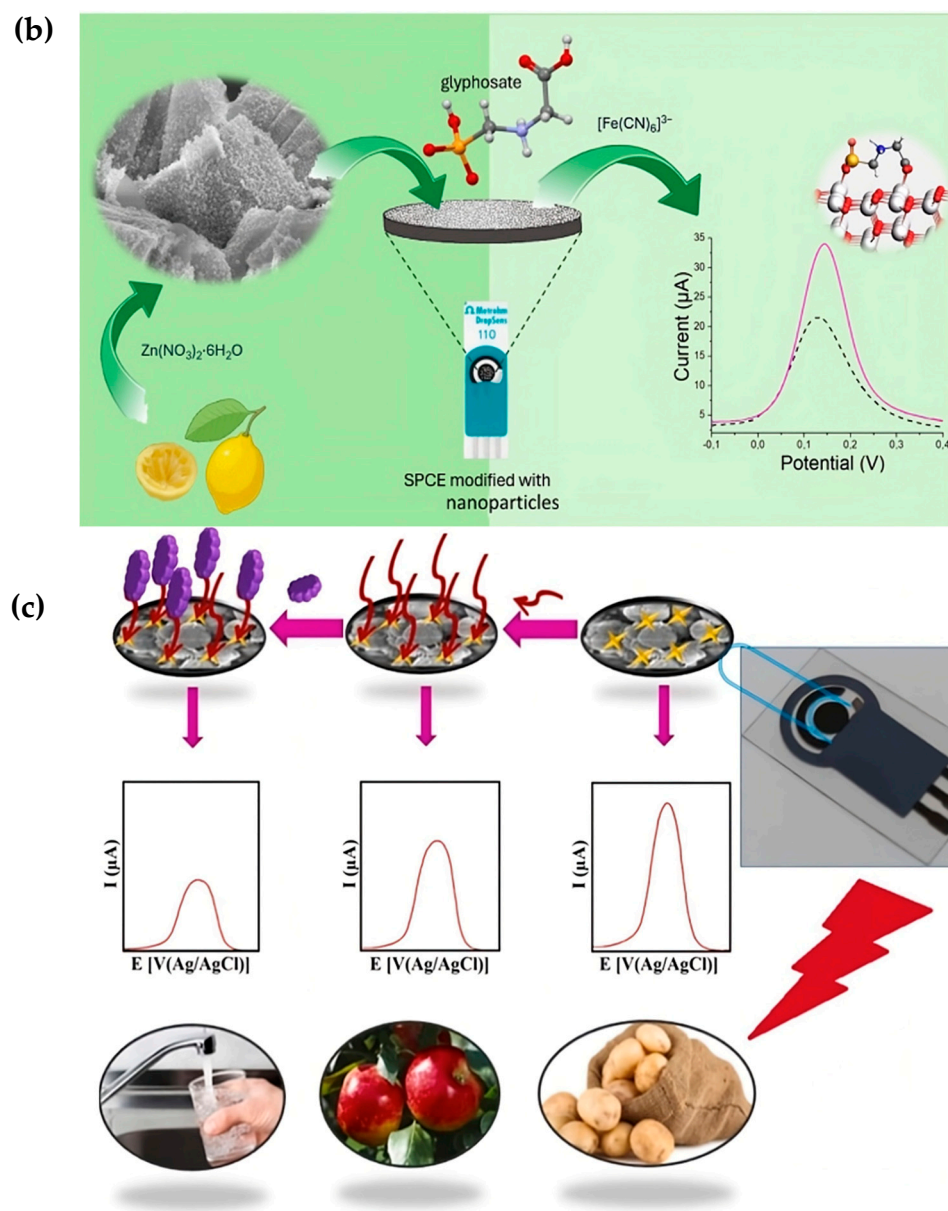 (b)
glyphosate
[Fe(CN)₆]³⁻
Zn(NO₃)₂·6H₂O
Ω Metrohm
DropSens
110
SPCE modified with
nanoparticles
Current (µA)
35
30
25
20
15
10
5
-0,1
0,0
0,1
0,2
0,3
0,4
Potential (V)
(c)
I (µA)
E [V(Ag/AgCl)]
I (µA)
E [V(Ag/AgCl)]
I (µA)
E [V(Ag/AgCl)]